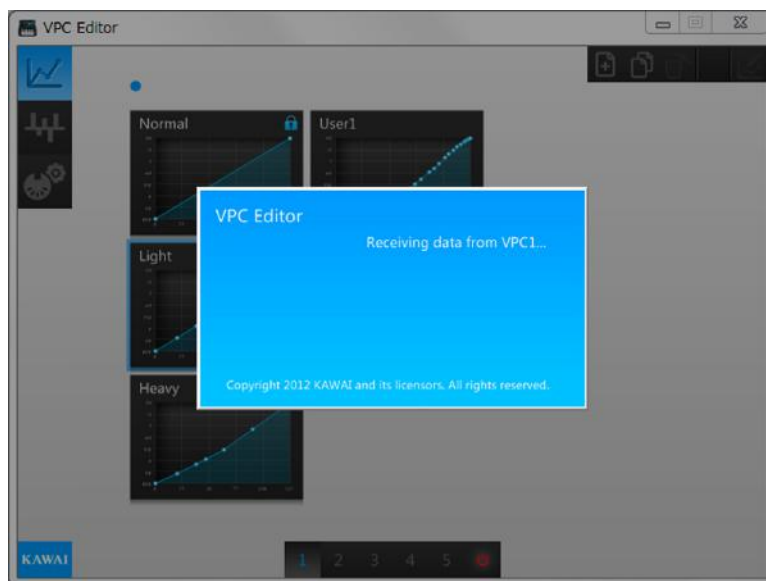 VPC Editor
Normal
User1
VPC Editor
Receiving data from VPC1...
Light
Copyright 2012 KAWAI and its licensors. All rights reserved.
Heavy
KAWAI
1 2 3 4 5